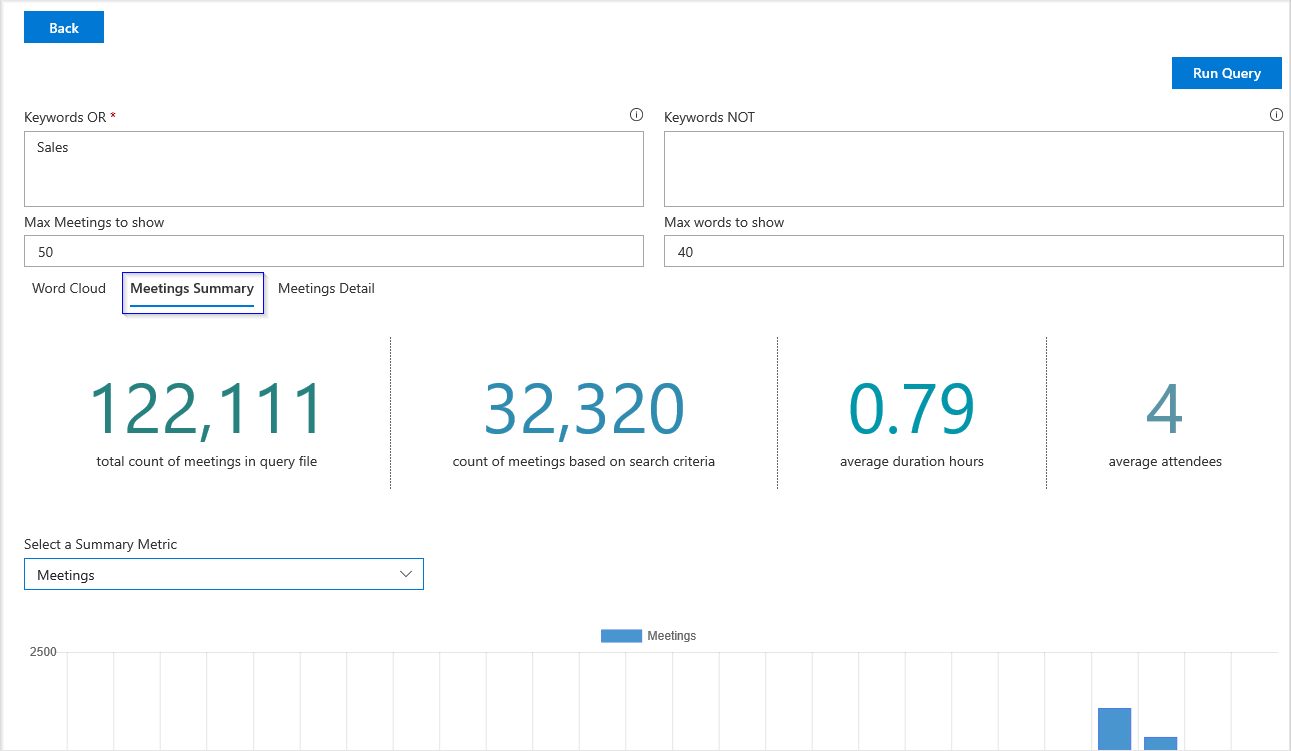 Back
Run Query
Keywords OR *
Keywords NOT
Sales
Max Meetings to show
Max words to show
50
40
Word Cloud
Meetings Summary
Meetings Detail
122,111
32,320
0.79
4
total count of meetings in query file
count of meetings based on search criteria
average duration hours
average attendees
Select a Summary Metric
Meetings
Meetings
2500